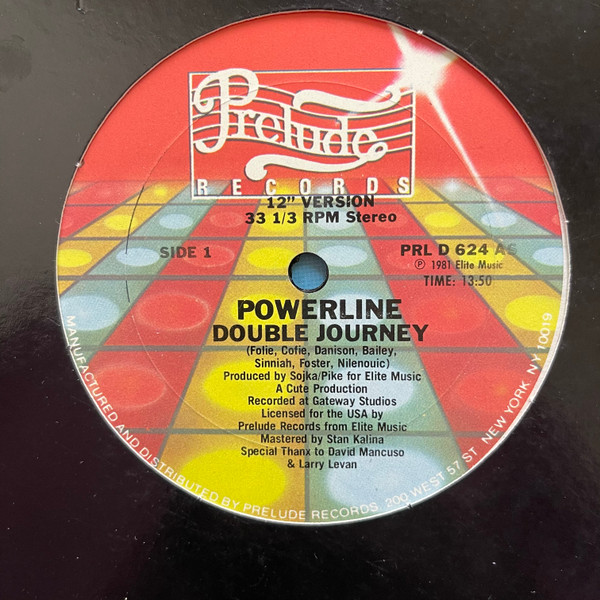 Prelude
RECORDS
12" VERSION
33 1/3 RPM Stereo
SIDE 1
PRL D 624 AS
℗ 1981 Elite Music
TIME: 13:50
POWERLINE
DOUBLE JOURNEY
(Folie, Cofie, Danison, Bailey,
Sinniah, Foster, Nilenouic)
Produced by Sojka/Pike for Elite Music
A Cute Production
Recorded at Gateway Studios
Licensed for the USA by
Prelude Records from Elite Music
Mastered by Stan Kalina
Special Thanx to David Mancuso
& Larry Levan
MANUFACTURED AND DISTRIBUTED BY PRELUDE RECORDS, 200 WEST 57 ST. NEW YORK, NY 10019